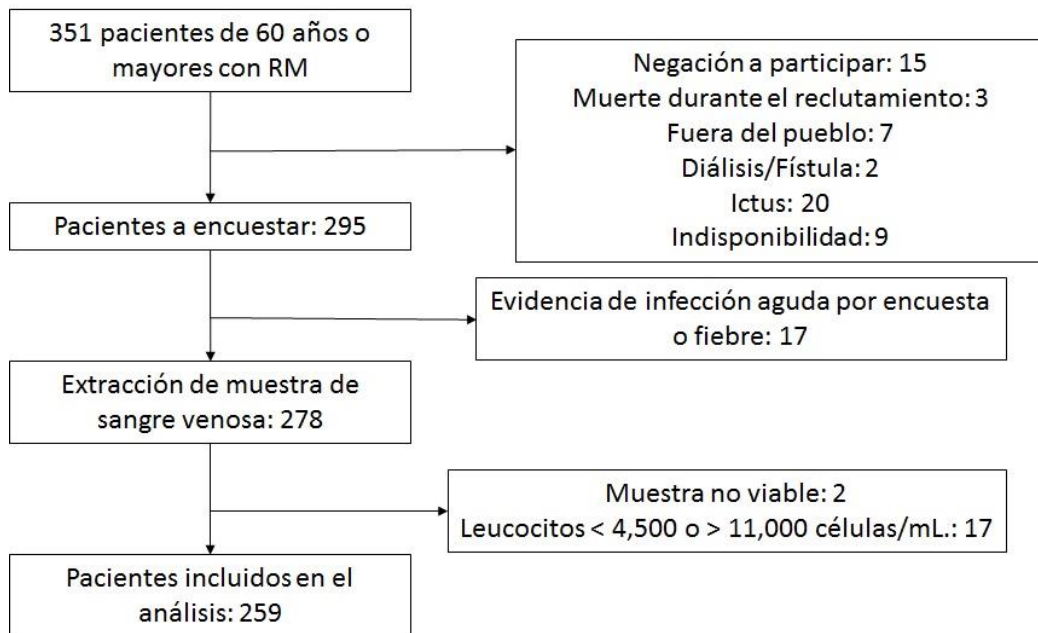 351 pacientes de 60 años o
mayores con RM
Negación a participar: 15
Muerte durante el reclutamiento: 3
Fuera del pueblo: 7
Diálisis/Fístula: 2
Ictus: 20
Indisponibilidad: 9
Pacientes a encuestar: 295
Evidencia de infección aguda por encuesta
o fiebre: 17
Extracción de muestra de
sangre venosa: 278
Muestra no viable: 2
Leucocitos < 4,500 o > 11,000 células/mL.: 17
Pacientes incluidos en el
análisis: 259